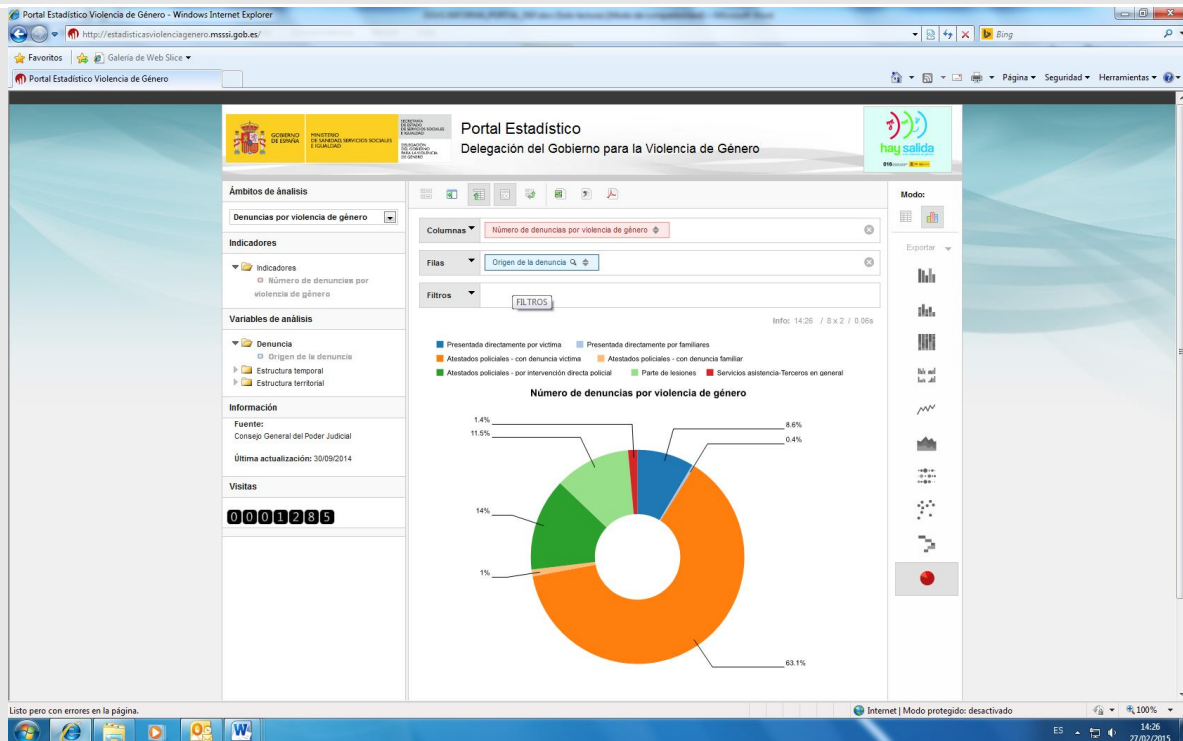 Portal Estadístico Violencia de Género - Windows Internet Explorer
http://estadisticasviolenciagenero.msssi.gob.es/
Bing
Favoritos
Galería de Web Slice
Portal Estadístico Violencia de Género
Página Seguridad Herramientas
GOBIERNO DE ESPAÑA
MINISTERIO DE SANIDAD, SERVICIOS SOCIALES E IGUALDAD
Portal Estadístico
Delegación del Gobierno para la Violencia de Género
hay salida
016
Ámbitos de análisis
Denuncias por violencia de género
Indicadores
Indicadores
Número de denuncias por
violencia de género
Variables de análisis
Denuncia
Origen de la denuncia
Estructura temporal
Estructura territorial
Información
Fuente:
Consejo General del Poder Judicial
Última actualización: 30/09/2014
Visitas
0001285
Columnas
Número de denuncias por violencia de género
Filas
Origen de la denuncia
Filtros
FILTROS
Info: 14:26 / 8 x 2 / 0.06s
Presentada directamente por victima Presentada directamente por familiares
Atestados policiales - con denuncia victima Atestados policiales - con denuncia familiar
Atestados policiales - por intervención directa policial Parte de lesiones Servicios asistencia-Terceros en general
Número de denuncias por violencia de género
1.4%
8.6%
11.5%
0.4%
14%
1%
63.1%
Modo:
Exportar
Listo pero con errores en la página.
Internet | Modo protegido: desactivado
100%
ES
14:26
27/02/2015